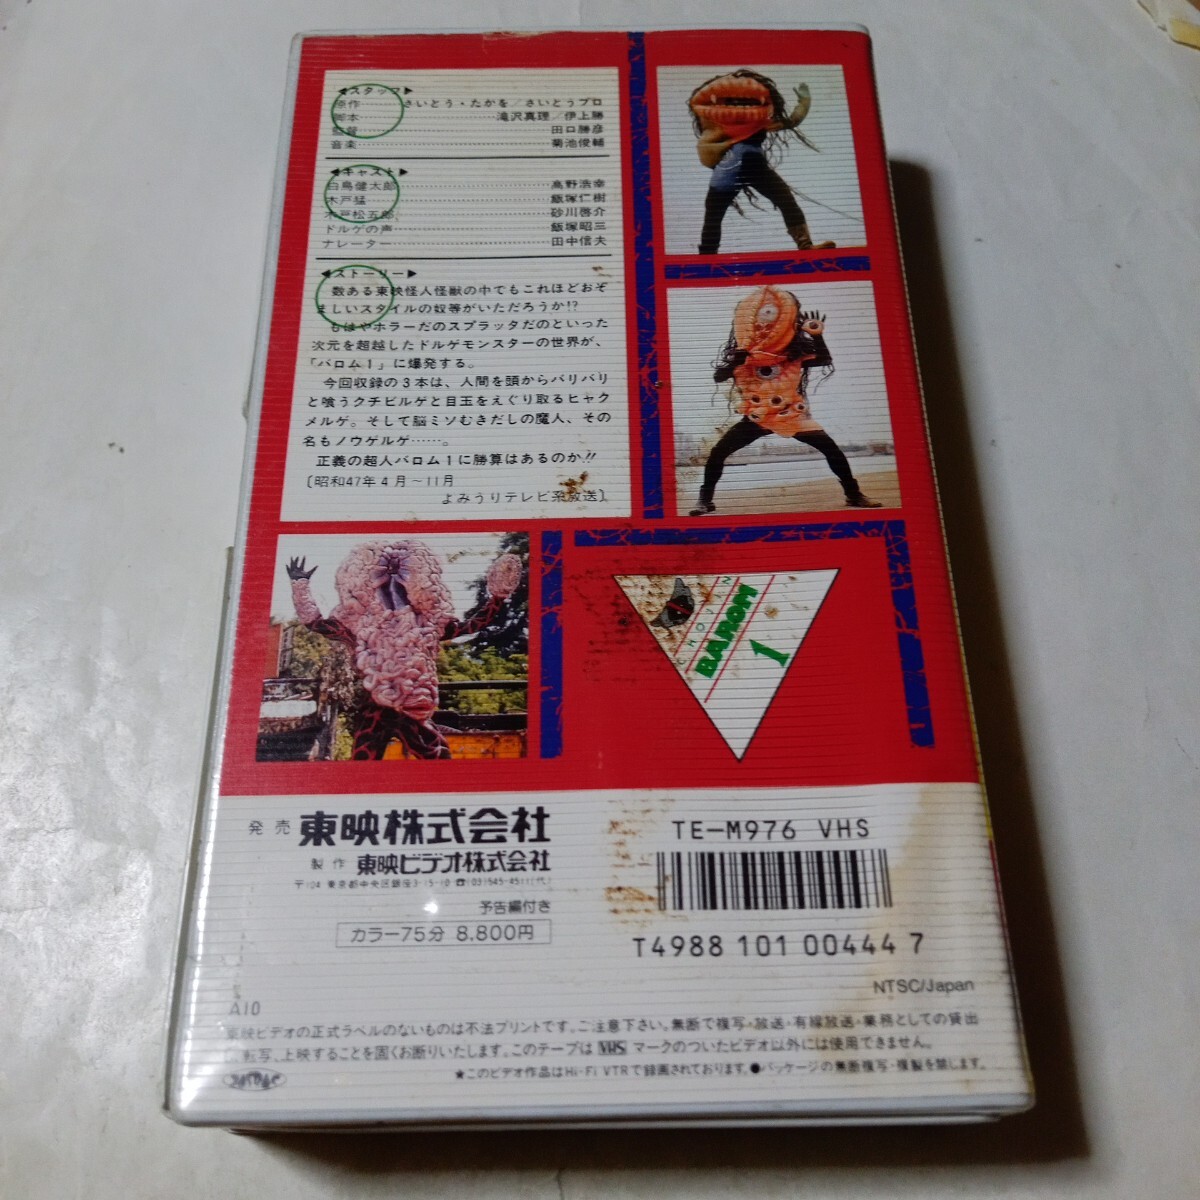 ◀スタッフ▶
原作……さいとう・たかを／さいとうプロ
脚本……滝沢真理／伊上勝
監督……田口勝彦
音楽……菊池俊輔
◀キャスト▶
白鳥健太郎……高野浩幸
木戸猛……飯塚仁樹
木戸松五郎……砂川啓介
ドルゲの声……飯塚昭三
ナレーター……田中信夫
◀ストーリー▶
数ある東映怪人怪獣の中でもこれほどおぞ
ましいスタイルの奴等がいただろうか!?
もはやホラーだのスプラッタだのといった
次元を超越したドルゲモンスターの世界が、
「バロム1」に爆発する。
今回収録の3本は、人間を頭からバリバリ
と喰うクチビルゲと目玉をえぐり取るヒャク
メルゲ。そして脳ミソむきだしの魔人、その
名もノウゲルゲ……。
正義の超人バロム1に勝算はあるのか!!
〔昭和47年4月～11月
よみうりテレビ系放送〕
BAROM
1
発売 東映株式会社
製作 東映ビデオ株式会社
〒104 東京都中央区銀座3-15-10 ☎(03)545-4511(代)
予告編付き
カラー75分 8,800円
TE-M976 VHS
T4988 101 00444 7
NTSC/Japan
A10
東映ビデオの正式ラベルのないものは不法プリントです。ご注意下さい。無断で複写・放送・有線放送・業務としての貸出
転写、上映することを固くお断りいたします。このテープは VHS マークのついたビデオ以外には使用できません。
★このビデオ作品はHi-Fi VTRで録画されております。●パッケージの無断複写・複製を禁じます。